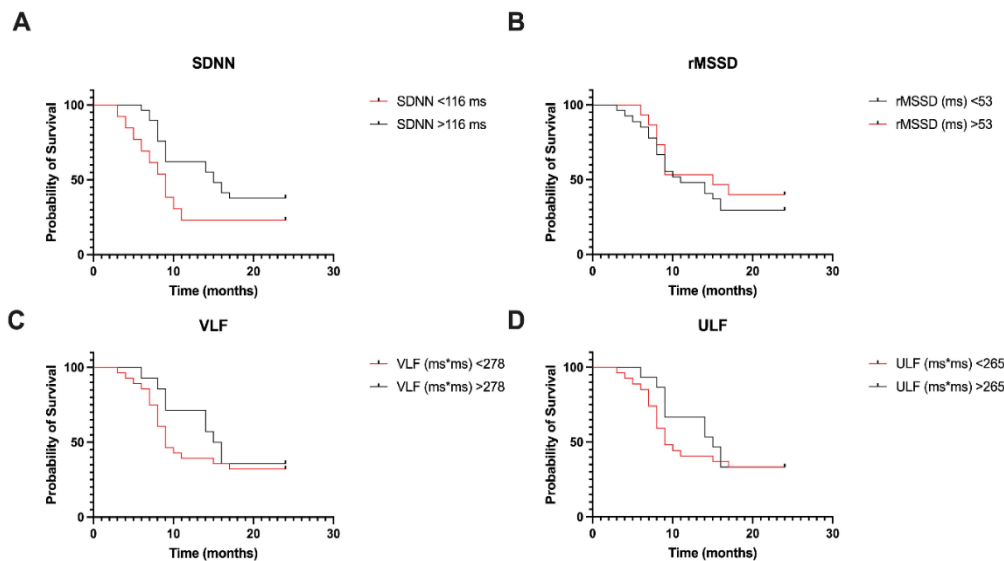 A
SDNN
Probability of Survival
100
50
0
0
10
20
30
Time (months)
SDNN <116 ms
SDNN >116 ms
B
rMSSD
Probability of Survival
100
50
0
0
10
20
30
Time (months)
rMSSD (ms) <53
rMSSD (ms) >53
C
VLF
Probability of Survival
100
50
0
0
10
20
30
Time (months)
VLF (ms*ms) <278
VLF (ms*ms) >278
D
ULF
Probability of Survival
100
50
0
0
10
20
30
Time (months)
ULF (ms*ms) <265
ULF (ms*ms) >265